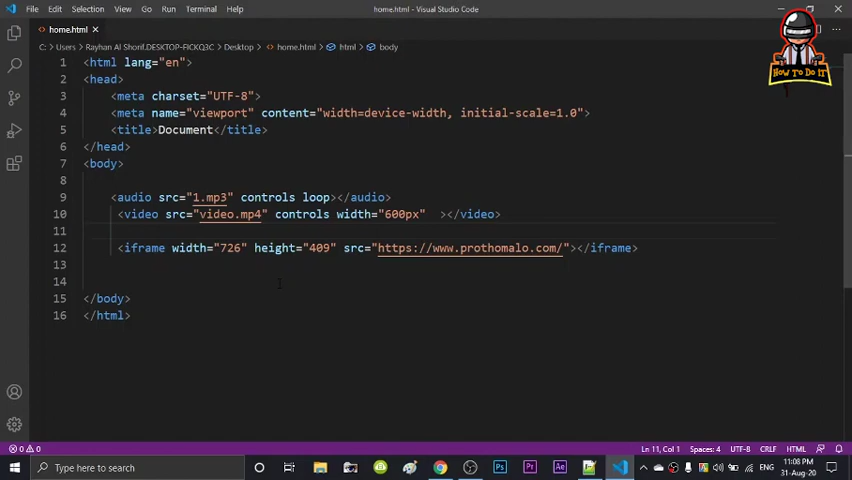 File Edit Selection View Go Run Terminal Help
home.html - Visual Studio Code
home.html
C: > Users > Rayhan Al Shorif.DESKTOP-FICKQ3C > Desktop > home.html > html > body
HOW TO DO IT
1 <html lang="en">
2 <head>
3 <meta charset="UTF-8">
4 <meta name="viewport" content="width=device-width, initial-scale=1.0">
5 <title>Document</title>
6 </head>
7 <body>
8
9 <audio src="1.mp3" controls loop></audio>
10 <video src="video.mp4" controls width="600px" ></video>
11
12 <iframe width="726" height="409" src="https://www.prothomalo.com/"></iframe>
13
14
15 </body>
16 </html>
0 0
Ln 11, Col 1 Spaces: 4 UTF-8 CRLF HTML
Type here to search
Ps Pr Ae
ENG
11:08 PM
31-Aug-20